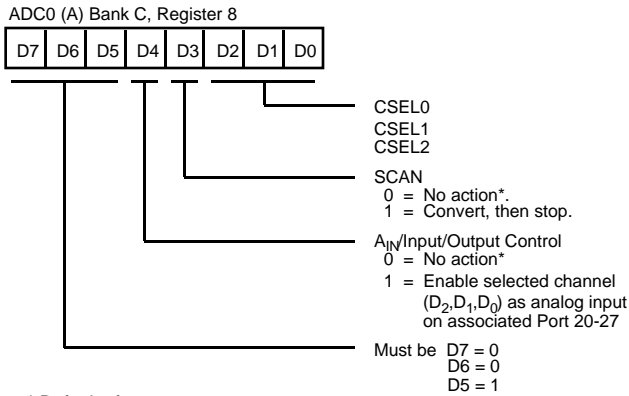 ADC0 (A) Bank C, Register 8
D7 D6 D5 D4 D3 D2 D1 D0
CSEL0
CSEL1
CSEL2
SCAN
0 = No action*.
1 = Convert, then stop.
AIN/Input/Output Control
0 = No action*
1 = Enable selected channel
(D2,D1,D0) as analog input
on associated Port 20-27
Must be D7 = 0
D6 = 0
D5 = 1